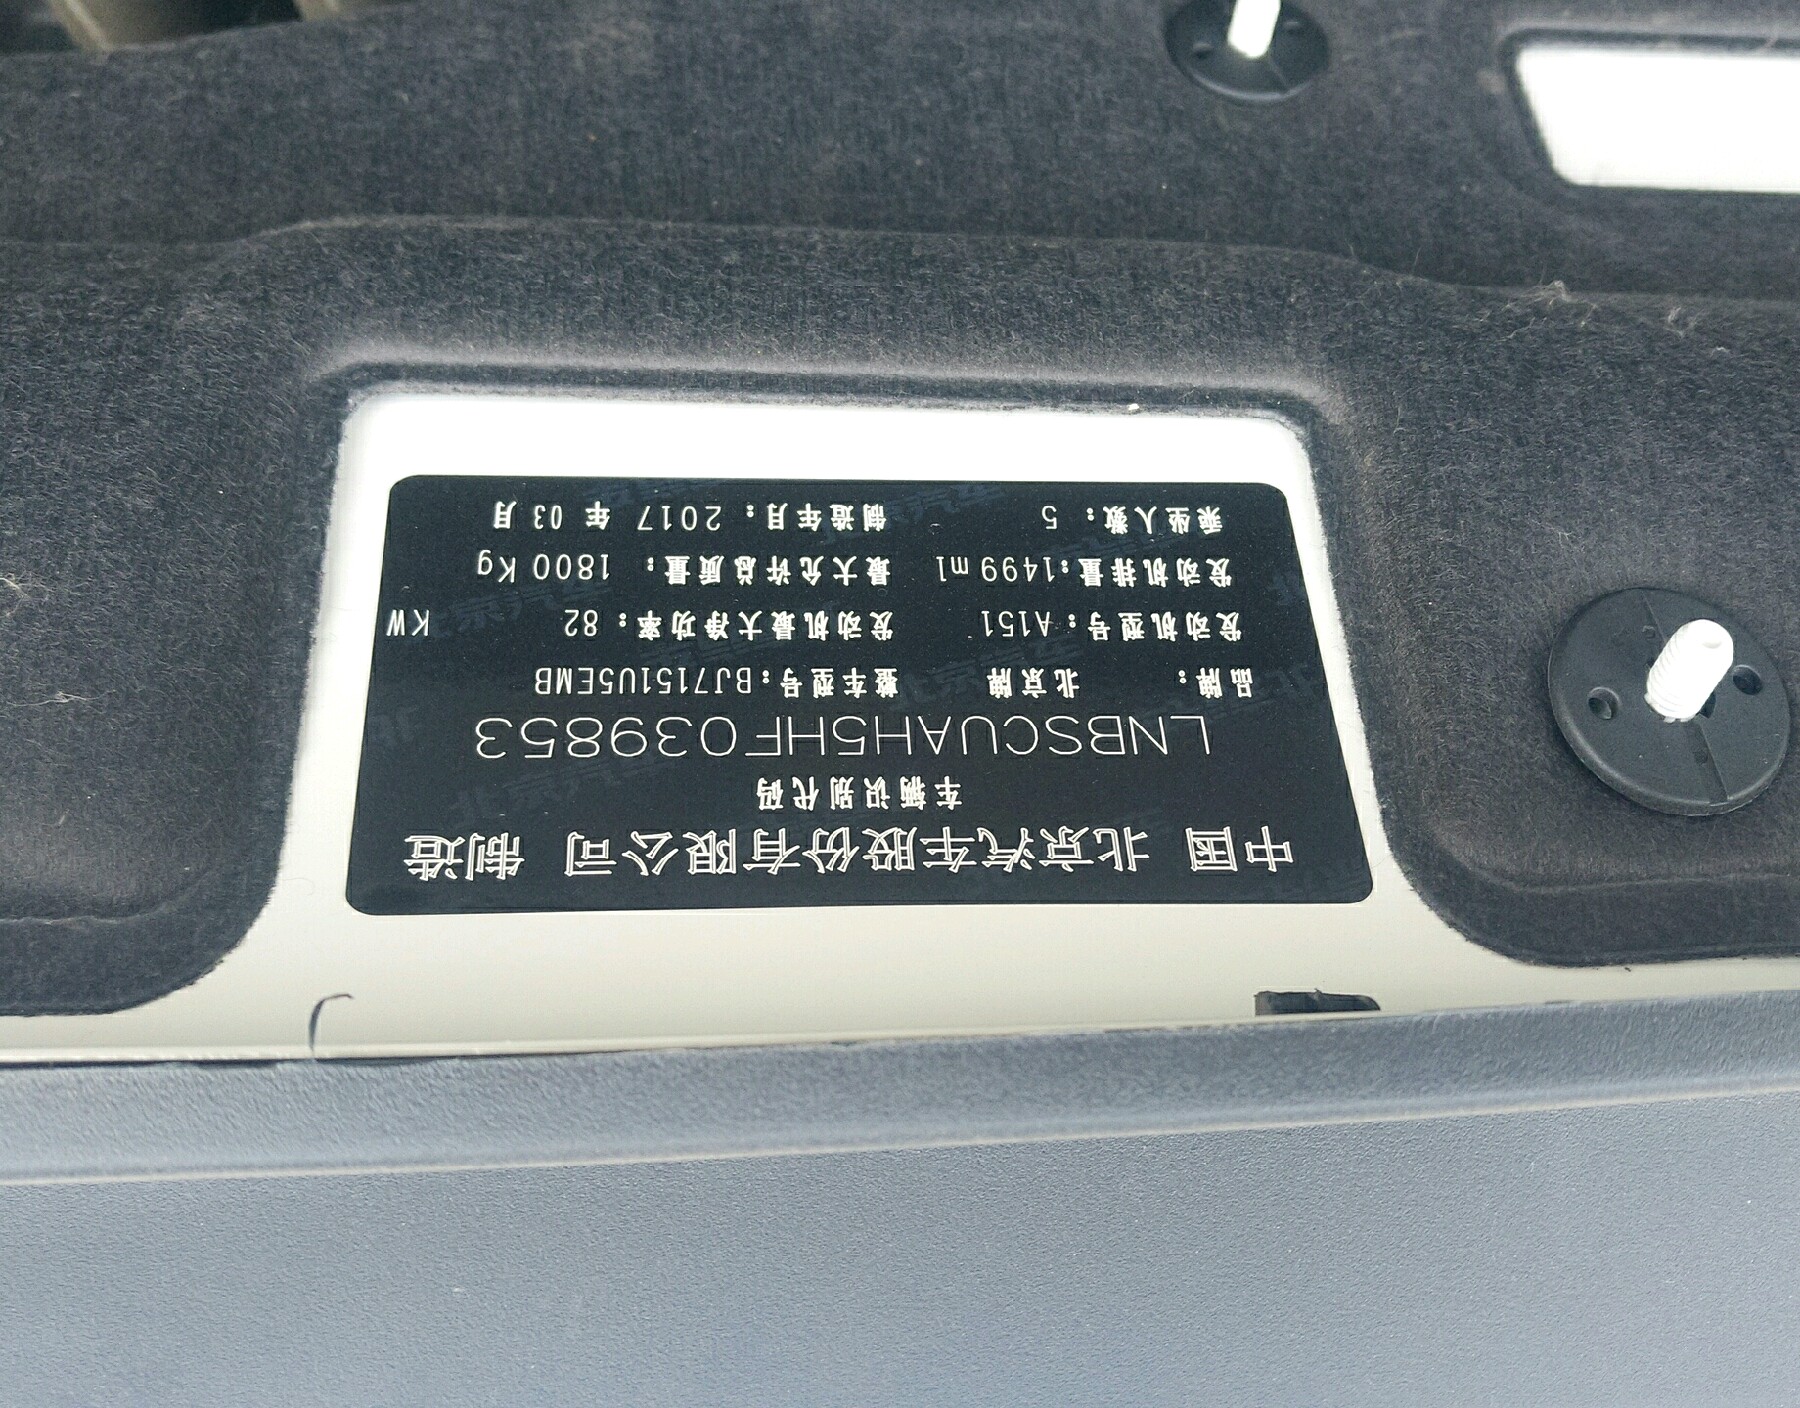 中国 北京汽车股份有限公司 制造
车辆识别代码
LNBSCUAH5HF039853
品牌： 北京牌 整车型号：BJ7151U5EMB
发动机型号：A151 发动机最大净功率：82 KW
发动机排量：1499 ml 最大允许总质量：1800 Kg
乘坐人数：5 制造年月：2017 年 03 月